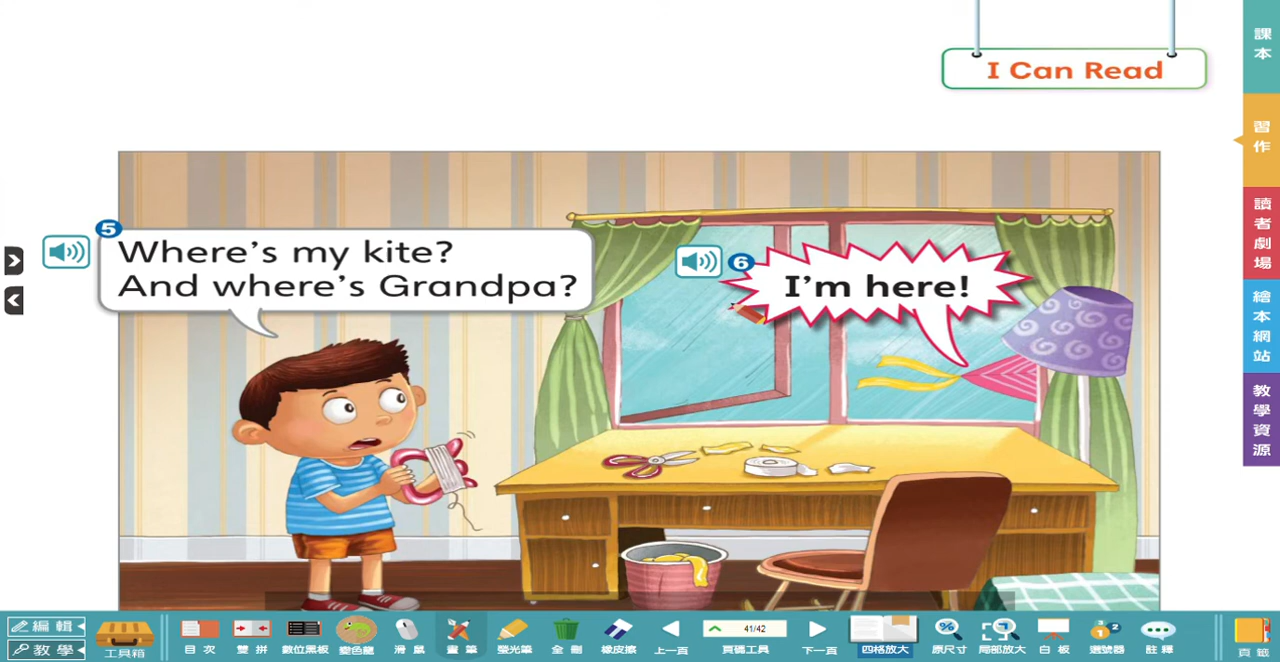 I Can Read
5
Where's my kite?
And where's Grandpa?
6
I'm here!
課本
習作
讀者劇場
繪本網站
教學資源
編輯
教學
工具箱
目次
雙拼
數位黑板
變色龍
滑鼠
畫筆
螢光筆
全刪
橡皮擦
上一頁
41/42
頁碼工具
下一頁
四格放大
原尺寸
局部放大
白板
選號器
註釋
頁籤